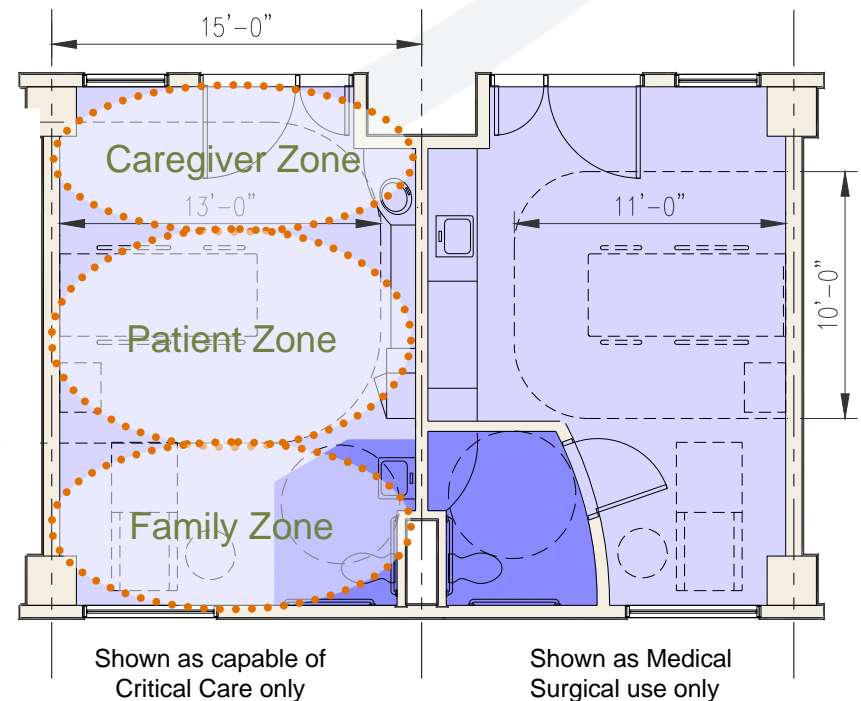 15’-0”
Caregiver Zone
13’-0”
11’-0”
10’-0”
Patient Zone
Family Zone
Shown as capable of
Critical Care only
Shown as Medical
Surgical use only